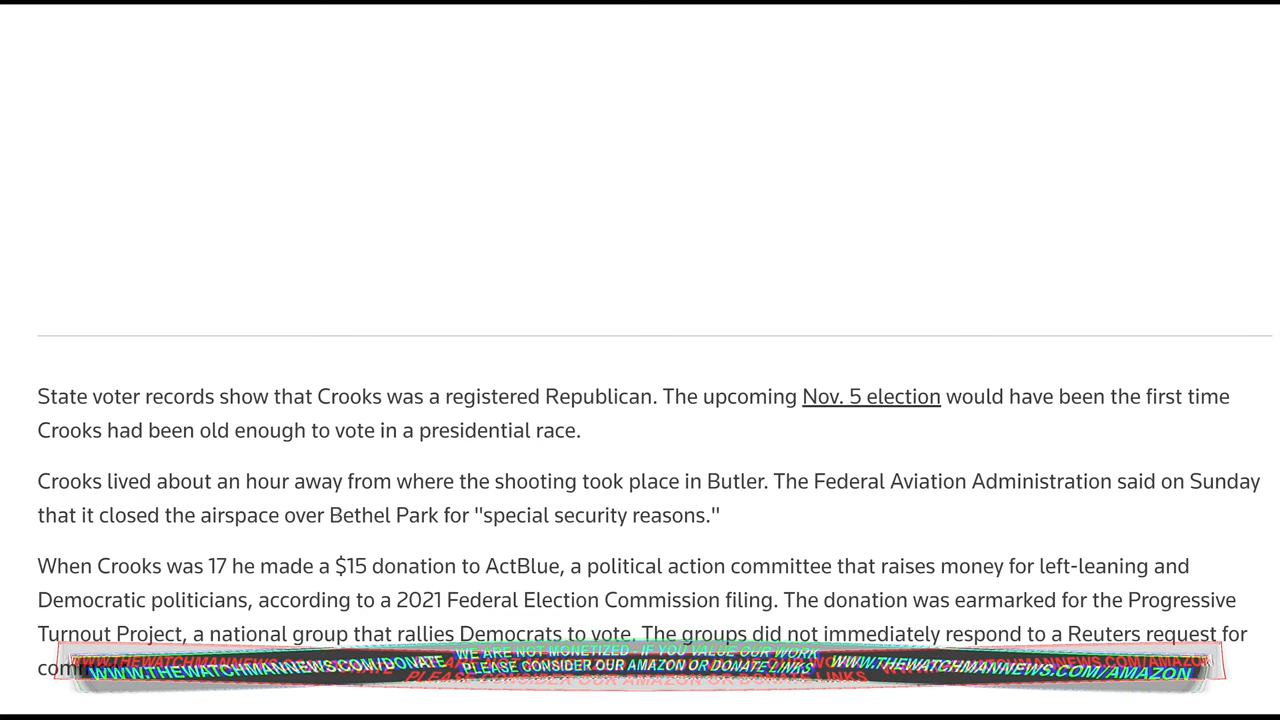 State voter records show that Crooks was a registered Republican. The upcoming Nov. 5 election would have been the first time
Crooks had been old enough to vote in a presidential race.
Crooks lived about an hour away from where the shooting took place in Butler. The Federal Aviation Administration said on Sunday
that it closed the airspace over Bethel Park for "special security reasons."
When Crooks was 17 he made a $15 donation to ActBlue, a political action committee that raises money for left-leaning and
Democratic politicians, according to a 2021 Federal Election Commission filing. The donation was earmarked for the Progressive
Turnout Project, a national group that rallies Democrats to vote. The groups did not immediately respond to a Reuters request for
WE ARE NOT MONETIZED. IF YOU VALUE OUR WORK
WWW.THEWATCHMANNEWS.COM/DONATE PLEASE CONSIDER OUR AMAZON OR DONATE LINKS WWW.THEWATCHMANNEWS.COM/AMAZON